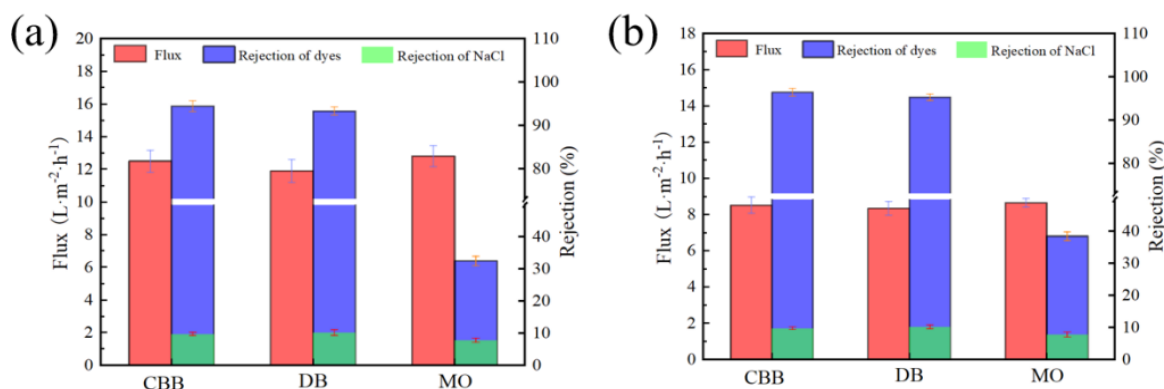 (a)
Flux
Rejection of dyes
Rejection of NaCl
Flux (L·m⁻²·h⁻¹)
20
18
16
14
12
10
8
6
4
2
0
110
100
90
80
40
30
20
10
0
Rejection (%)
CBB
DB
MO
(b)
Flux
Rejection of dyes
Rejection of NaCl
Flux (L·m⁻²·h⁻¹)
18
16
14
12
10
8
6
4
2
0
110
100
90
80
40
30
20
10
0
Rejection (%)
CBB
DB
MO